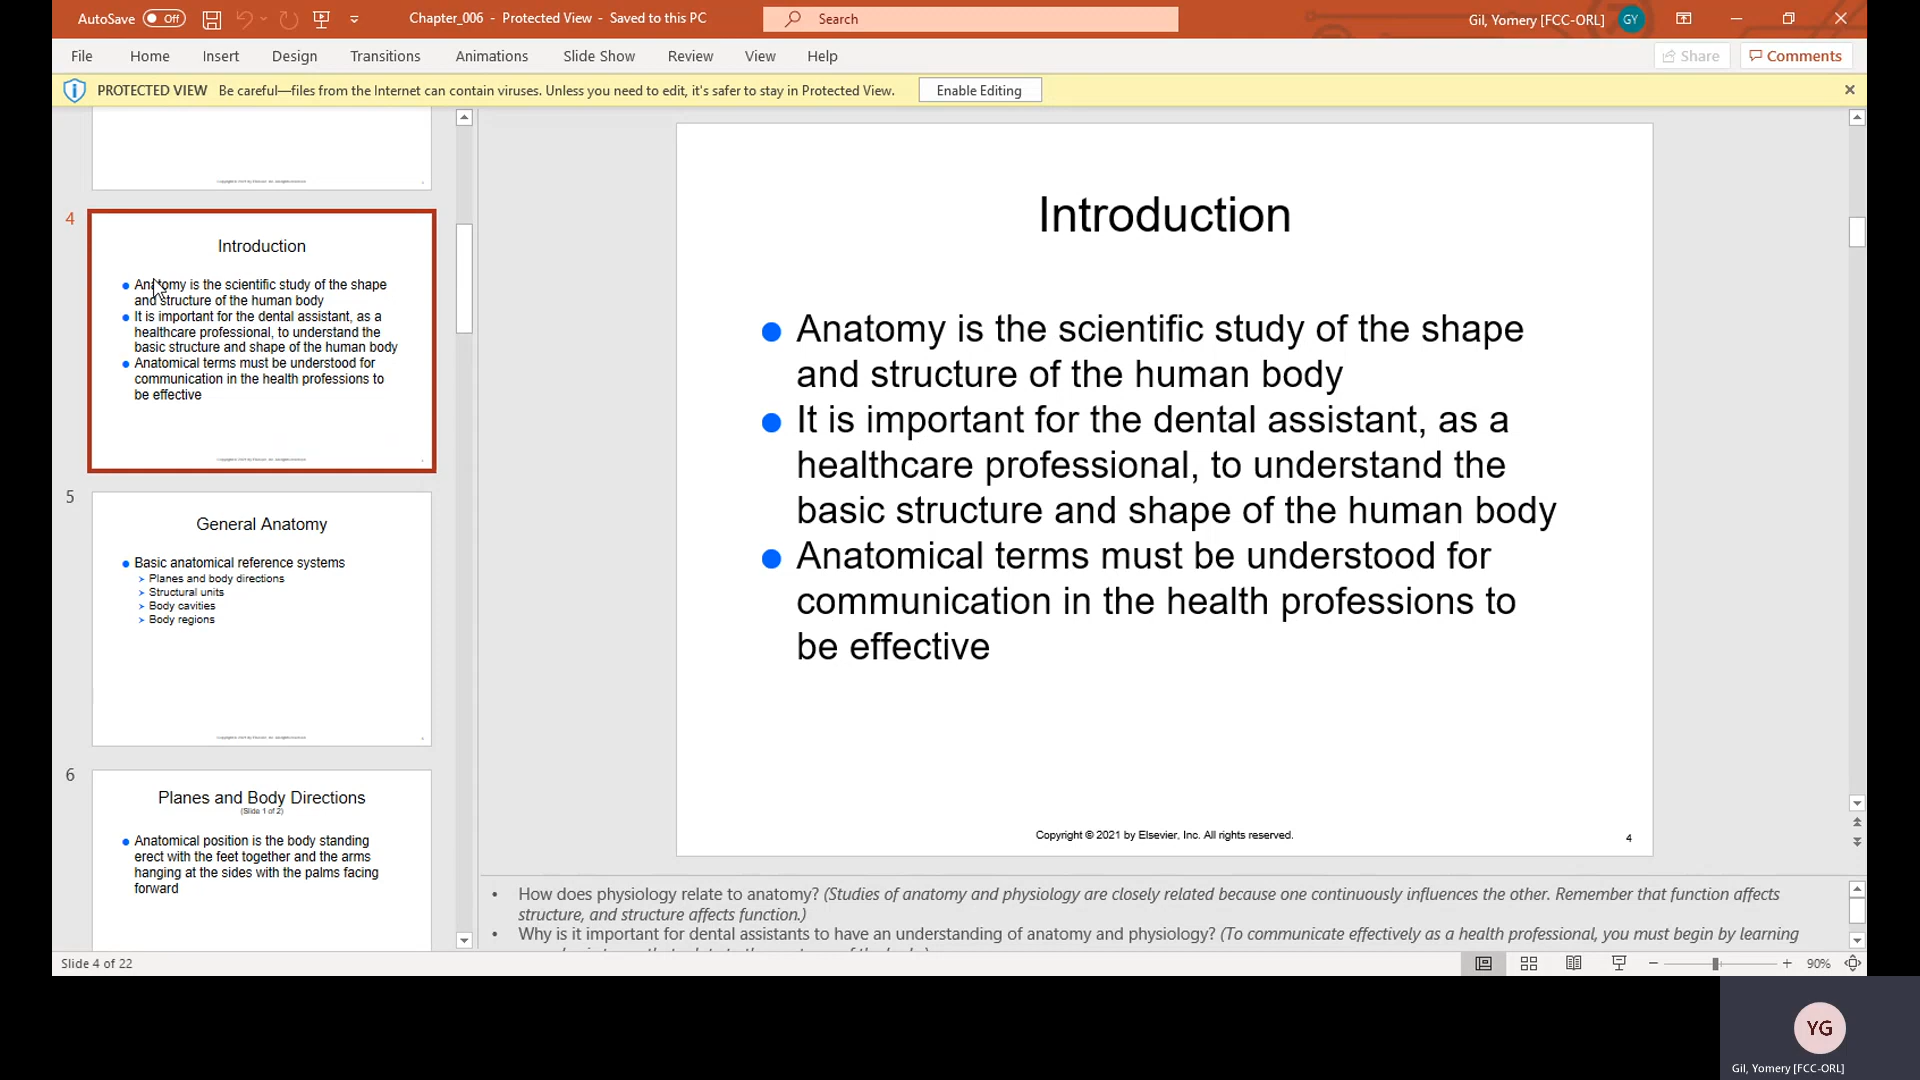 AutoSave Off Chapter_006 - Protected View - Saved to this PC Search Gil, Yomery [FCC-ORL] GY
File Home Insert Design Transitions Animations Slide Show Review View Help Share Comments
PROTECTED VIEW Be careful—files from the Internet can contain viruses. Unless you need to edit, it's safer to stay in Protected View. Enable Editing
4
Introduction
Anatomy is the scientific study of the shape
and structure of the human body
It is important for the dental assistant, as a
healthcare professional, to understand the
basic structure and shape of the human body
Anatomical terms must be understood for
communication in the health professions to
be effective
5
General Anatomy
Basic anatomical reference systems
Planes and body directions
Structural units
Body cavities
Body regions
6
Planes and Body Directions
(Slide 1 of 2)
Anatomical position is the body standing
erect with the feet together and the arms
hanging at the sides with the palms facing
forward
Introduction
Anatomy is the scientific study of the shape
and structure of the human body
It is important for the dental assistant, as a
healthcare professional, to understand the
basic structure and shape of the human body
Anatomical terms must be understood for
communication in the health professions to
be effective
Copyright © 2021 by Elsevier, Inc. All rights reserved.
4
• How does physiology relate to anatomy? (Studies of anatomy and physiology are closely related because one continuously influences the other. Remember that function affects
structure, and structure affects function.)
• Why is it important for dental assistants to have an understanding of anatomy and physiology? (To communicate effectively as a health professional, you must begin by learning
Slide 4 of 22
90%
YG
Gil, Yomery [FCC-ORL]